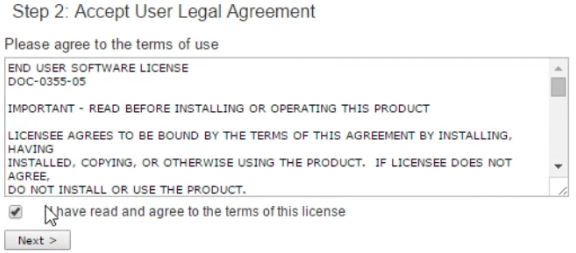 Step 2: Accept User Legal Agreement
Please agree to the terms of use
END USER SOFTWARE LICENSE
DOC-0355-05
IMPORTANT - READ BEFORE INSTALLING OR OPERATING THIS PRODUCT
LICENSEE AGREES TO BE BOUND BY THE TERMS OF THIS AGREEMENT BY INSTALLING,
HAVING
INSTALLED, COPYING, OR OTHERWISE USING THE PRODUCT.  IF LICENSEE DOES NOT
AGREE,
DO NOT INSTALL OR USE THE PRODUCT.
I have read and agree to the terms of this license
Next >